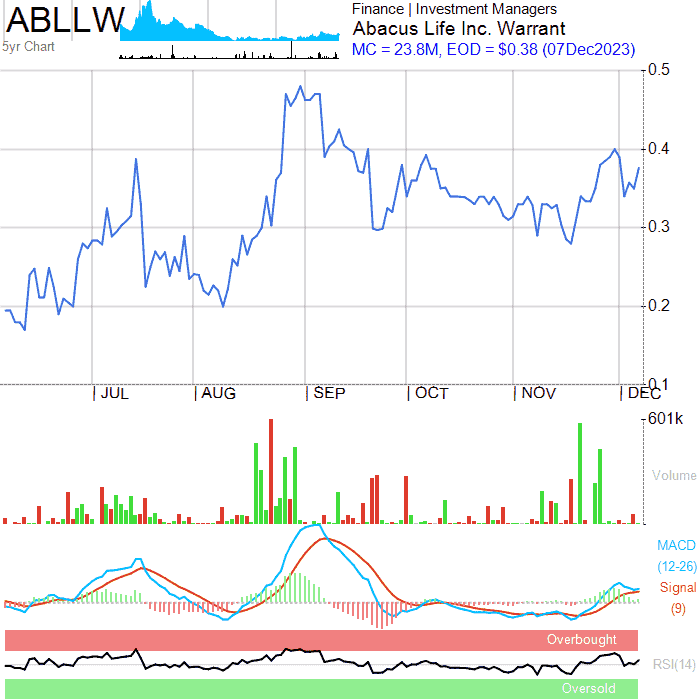 ABLLW
5yr Chart
Finance | Investment Managers
Abacus Life Inc. Warrant
MC = 23.8M, EOD = $0.38 (07Dec2023)
0.5
0.4
0.3
0.2
0.1
JUL AUG SEP OCT NOV DEC
601k
Volume
MACD
(12-26)
Signal
(9)
Overbought
RSI(14)
Oversold